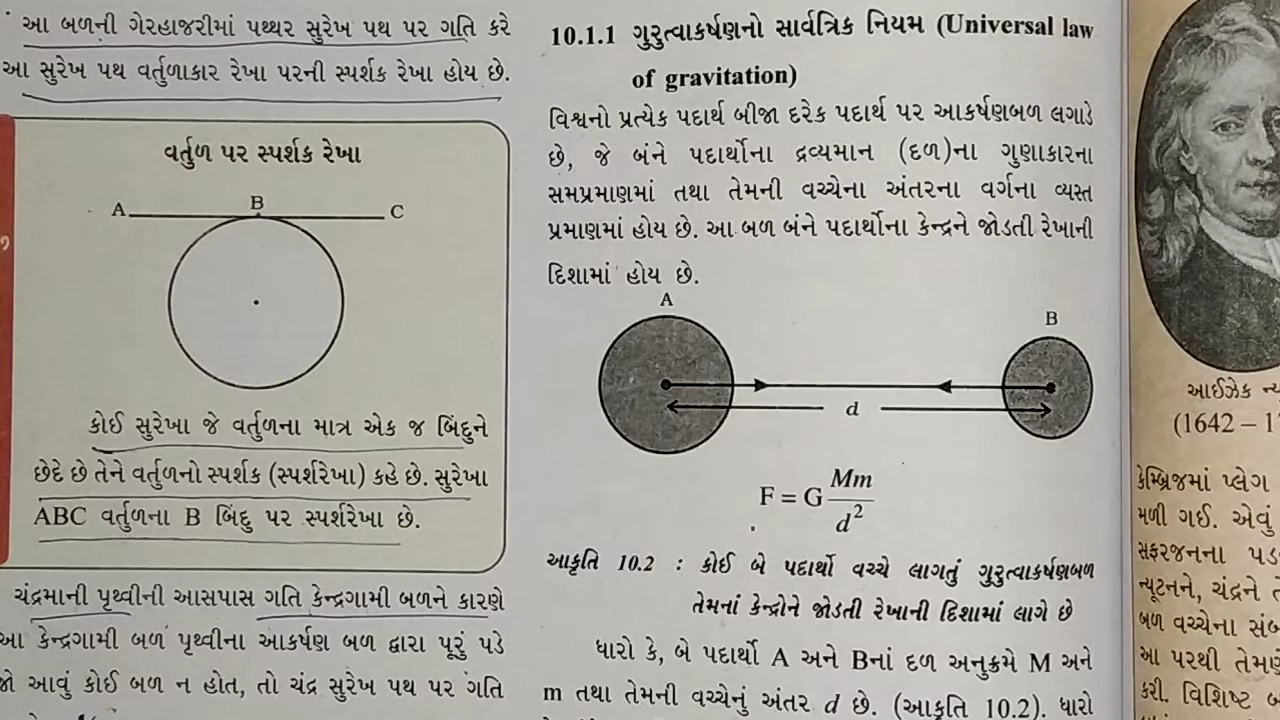 આ બળની ગેરહાજરીમાં પથ્થર સુરેખ પથ પર ગતિ કરે
આ સુરેખ પથ વર્તુળાકાર રેખા પરની સ્પર્શક રેખા હોય છે.
વર્તુળ પર સ્પર્શક રેખા
A B C
કોઈ સુરેખા જે વર્તુળના માત્ર એક જ બિંદુને
છેદે છે તેને વર્તુળનો સ્પર્શક (સ્પર્શરેખા) કહે છે. સુરેખા
ABC વર્તુળના B બિંદુ પર સ્પર્શરેખા છે.
ચંદ્રમાની પૃથ્વીની આસપાસ ગતિ કેન્દ્રગામી બળને કારણે
આ કેન્દ્રગામી બળ પૃથ્વીના આકર્ષણ બળ દ્વારા પૂરું પડે
જો આવું કોઈ બળ ન હોત, તો ચંદ્ર સુરેખ પથ પર ગતિ
10.1.1 ગુરુત્વાકર્ષણનો સાર્વત્રિક નિયમ (Universal law
of gravitation)
વિશ્વનો પ્રત્યેક પદાર્થ બીજા દરેક પદાર્થ પર આકર્ષણબળ લગાડે
છે, જે બંને પદાર્થોના દ્રવ્યમાન (દળ)ના ગુણાકારના
સમપ્રમાણમાં તથા તેમની વચ્ચેના અંતરના વર્ગના વ્યસ્ત
પ્રમાણમાં હોય છે. આ બળ બંને પદાર્થોના કેન્દ્રને જોડતી રેખાની
દિશામાં હોય છે.
A
B
d
F = G Mm / d²
આકૃતિ 10.2 : કોઈ બે પદાર્થો વચ્ચે લાગતું ગુરુત્વાકર્ષણબળ
તેમનાં કેન્દ્રોને જોડતી રેખાની દિશામાં લાગે છે
ધારો કે, બે પદાર્થો A અને Bનાં દળ અનુક્રમે M અને
m તથા તેમની વચ્ચેનું અંતર d છે. (આકૃતિ 10.2). ધારો
આઈઝેક
(1642 –
કેમ્બ્રિજમાં પ્લેગ
મળી ગઈ. એવું
સફરજનના
ન્યૂટનને, ચંદ્રને
બળ વચ્ચેના
આ પરથી
કરી. વિશિષ્ટ